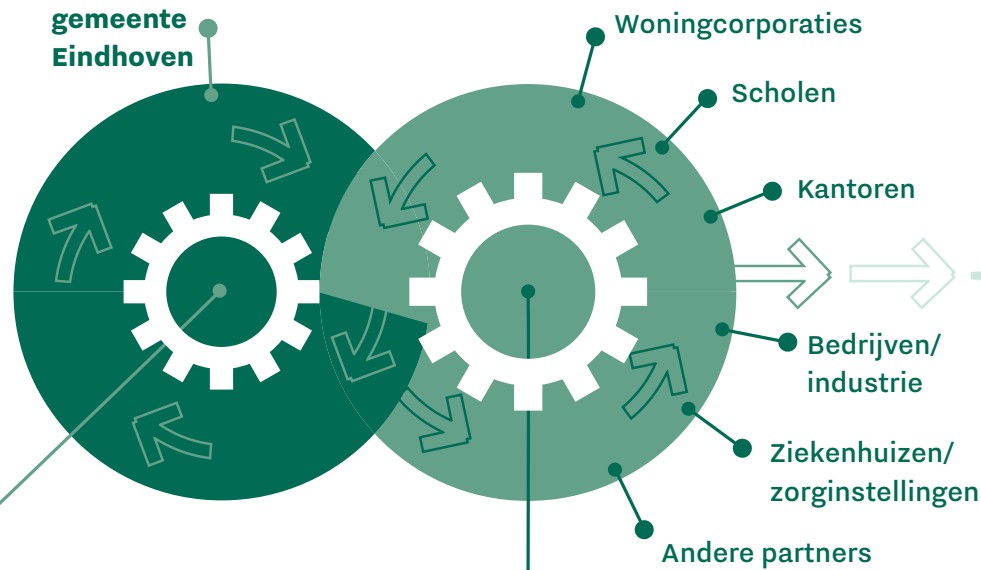 gemeente
Eindhoven
Woningcorporaties
Scholen
Kantoren
Bedrijven/
industrie
Ziekenhuizen/
zorginstellingen
Andere partners